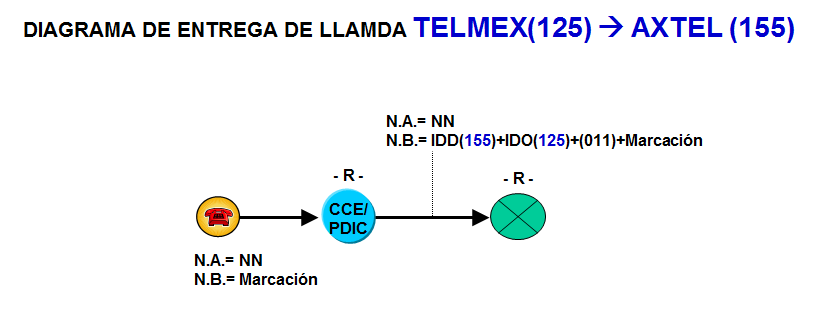 DIAGRAMA DE ENTREGA DE LLAMDA TELMEX(125) → AXTEL (155)
N.A.= NN
N.B.= IDD(155)+IDO(125)+(011)+Marcación
- R -
- R -
CCE/
PDIC
N.A.= NN
N.B.= Marcación